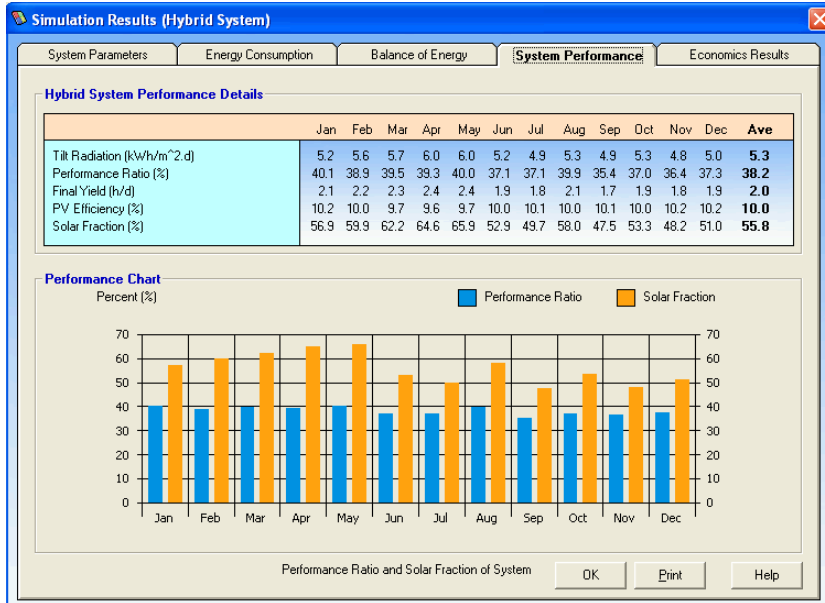 Simulation Results (Hybrid System)
System Parameters Energy Consumption Balance of Energy System Performance Economics Results
Hybrid System Performance Details
Jan Feb Mar Apr May Jun Jul Aug Sep Oct Nov Dec Ave
Tilt Radiation (kWh/m^2.d) 5.2 5.6 5.7 6.0 6.0 5.2 4.9 5.3 4.9 5.3 4.8 5.0 5.3
Performance Ratio (%) 40.1 38.9 39.5 39.3 40.0 37.1 37.1 39.9 35.4 37.0 36.4 37.3 38.2
Final Yield (h/d) 2.1 2.2 2.3 2.4 2.4 1.9 1.8 2.1 1.7 1.9 1.8 1.9 2.0
PV Efficiency (%) 10.2 10.0 9.7 9.6 9.7 10.0 10.1 10.0 10.1 10.0 10.2 10.2 10.0
Solar Fraction (%) 56.9 59.9 62.2 64.6 65.9 52.9 49.7 58.0 47.5 53.3 48.2 51.0 55.8
Performance Chart
Percent (%) Performance Ratio Solar Fraction
70 70
60 60
50 50
40 40
30 30
20 20
10 10
0 0
Jan Feb Mar Apr May Jun Jul Aug Sep Oct Nov Dec
Performance Ratio and Solar Fraction of System OK Print Help